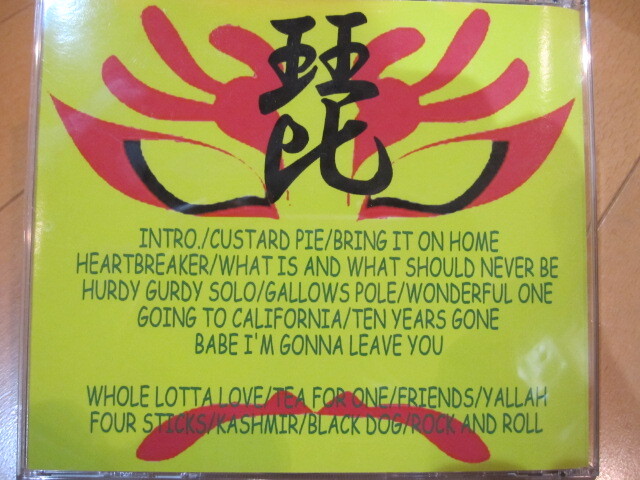 琵
INTRO./CUSTARD PIE/BRING IT ON HOME
HEARTBREAKER/WHAT IS AND WHAT SHOULD NEVER BE
HURDY GURDY SOLO/GALLOWS POLE/WONDERFUL ONE
GOING TO CALIFORNIA/TEN YEARS GONE
BABE I'M GONNA LEAVE YOU
WHOLE LOTTA LOVE/TEA FOR ONE/FRIENDS/YALLAH
FOUR STICKS/KASHMIR/BLACK DOG/ROCK AND ROLL